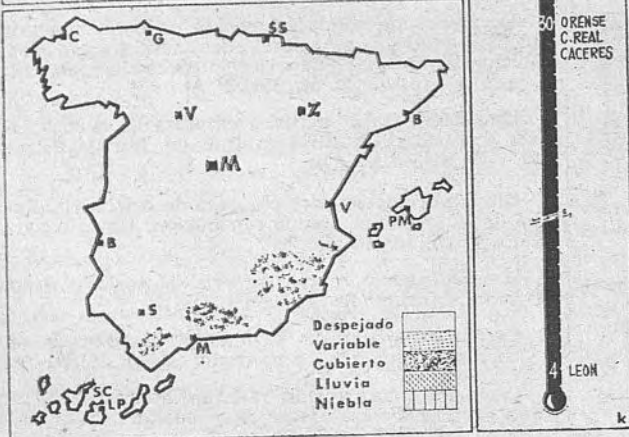 C
G
SS
V
Z
B
M
V
PM
B
S
M
SC
LP
Despejado
Variable
Cubierto
Lluvia
Niebla
30 ORENSE
C.REAL
CACERES
4 LEON
k